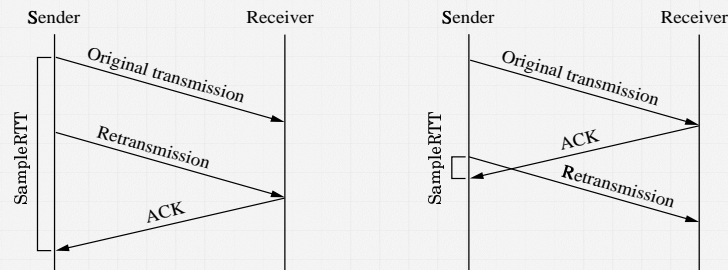 Sender
Receiver
Original transmission
Retransmission
ACK
SampleRTT
Sender
Receiver
Original transmission
ACK
Retransmission
SampleRTT